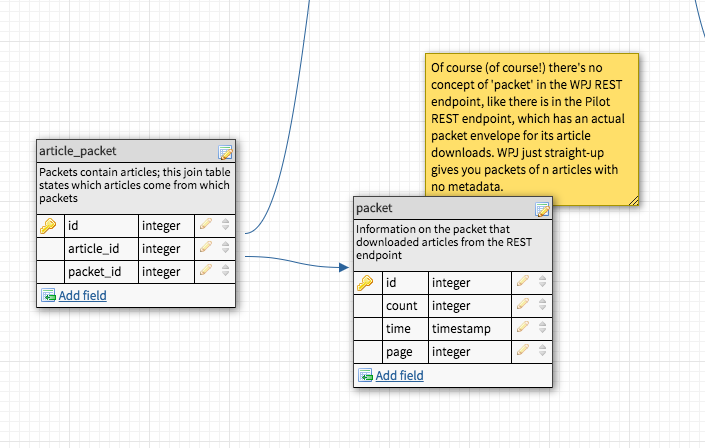 Of course (of course!) there's no
concept of 'packet' in the WPJ REST
endpoint, like there is in the Pilot
REST endpoint, which has an actual
packet envelope for its article
downloads. WPJ just straight-up
gives you packets of n articles with
no metadata.
article_packet
Packets contain articles; this join table
states which articles come from which
packets
id integer
article_id integer
packet_id integer
Add field
packet
Information on the packet that
downloaded articles from the REST
endpoint
id integer
count integer
time timestamp
page integer
Add field